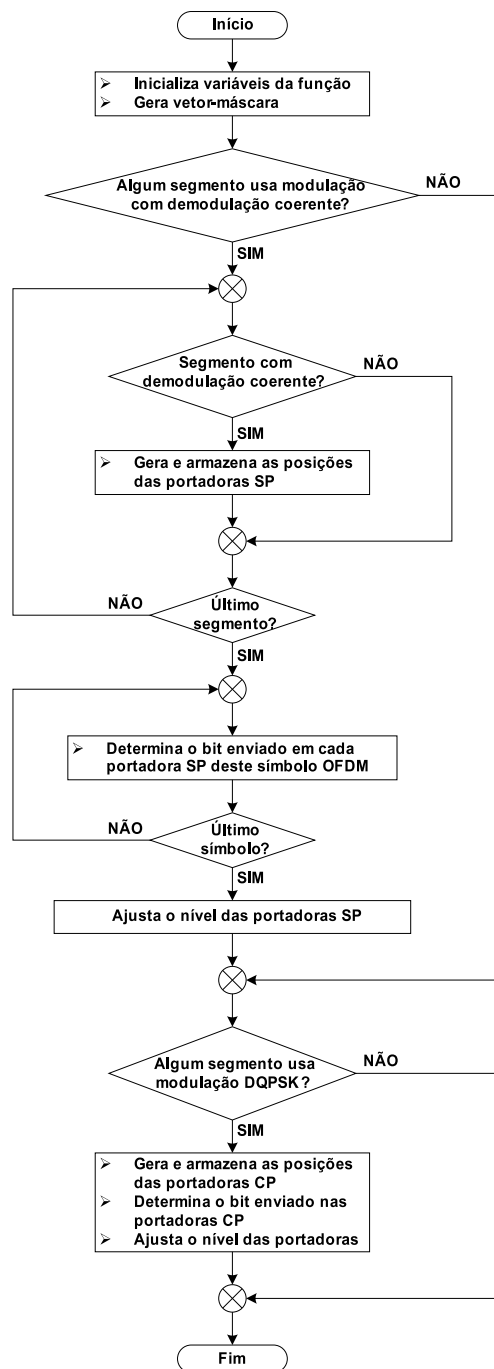 Início
➢ Inicializa variáveis da função
➢ Gera vetor-máscara
Algum segmento usa modulação
com demodulação coerente?
NÃO
SIM
Segmento com
demodulação coerente?
NÃO
SIM
➢ Gera e armazena as posições
das portadoras SP
Último
segmento?
NÃO
SIM
➢ Determina o bit enviado em cada
portadora SP deste símbolo OFDM
Último
símbolo?
NÃO
SIM
Ajusta o nível das portadoras SP
Algum segmento usa
modulação DQPSK?
NÃO
SIM
➢ Gera e armazena as posições
das portadoras CP
➢ Determina o bit enviado nas
portadoras CP
➢ Ajusta o nível das portadoras
Fim